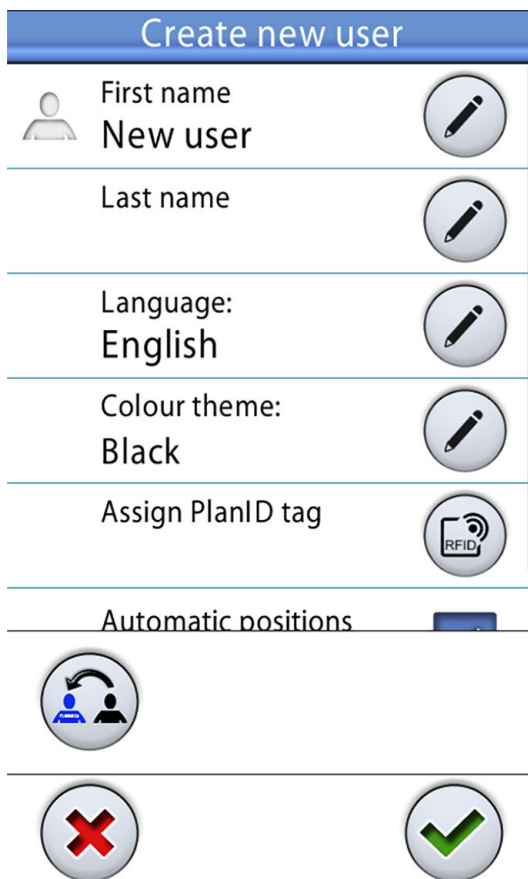 Create new user
First name
New user
Last name
Language:
English
Colour theme:
Black
Assign PlanID tag
RFID
Automatic positions